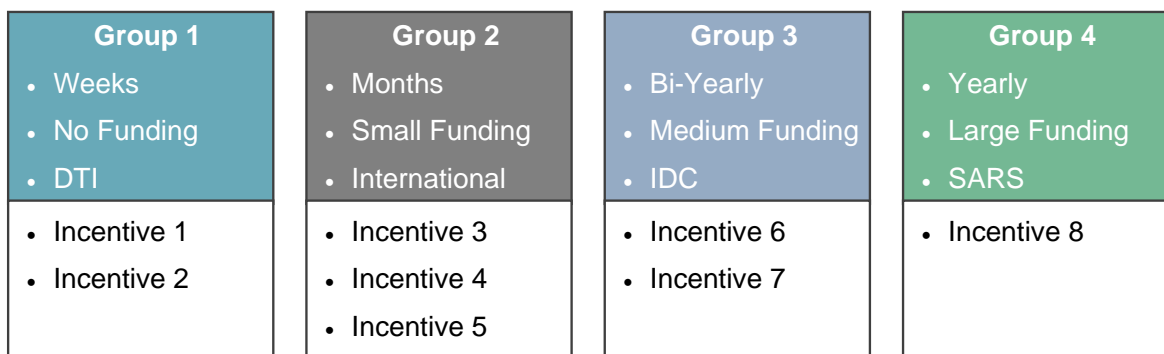 Group 1
• Weeks
• No Funding
• DTI
• Incentive 1
• Incentive 2
Group 2
• Months
• Small Funding
• International
• Incentive 3
• Incentive 4
• Incentive 5
Group 3
• Bi-Yearly
• Medium Funding
• IDC
• Incentive 6
• Incentive 7
Group 4
• Yearly
• Large Funding
• SARS
• Incentive 8